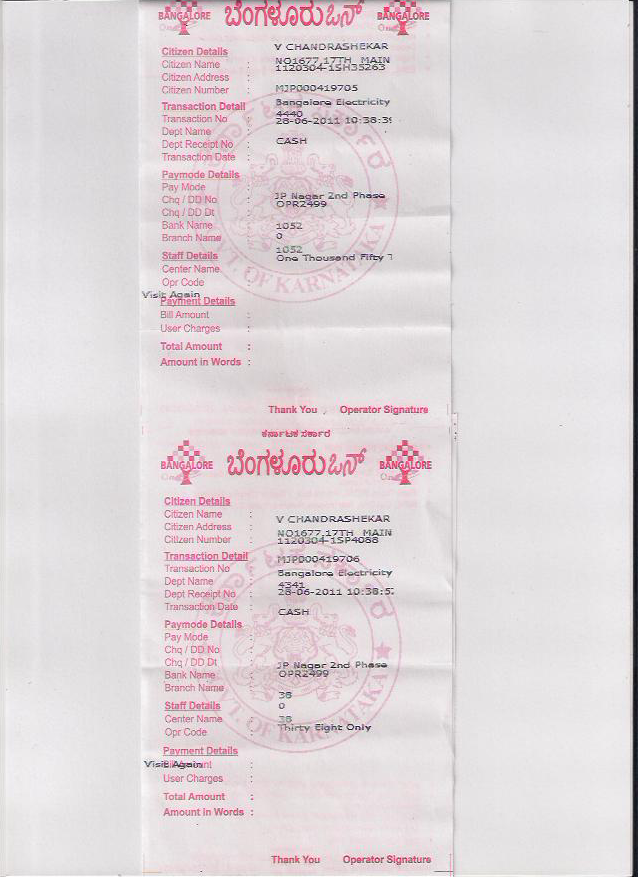 BANGALORE ಬೆಂಗಳೂರು ಒನ್ BANGALORE
One One
Citizen Details
V CHANDRASHEKAR
Citizen Name :
NO1677,17TH MAIN
1120304-1SH35263
Citizen Address :
Citizen Number :
MJP000419705
Transaction Detail
Bangalore Electricity
Transaction No :
4440
28-06-2011 10:38:39
Dept Name :
Dept Receipt No :
CASH
Transaction Date :
Paymode Details
Pay Mode :
Chq / DD No :
JP Nagar 2nd Phase
OPR2499
Chq / DD Dt :
Bank Name :
1052
Branch Name :
0
1052
Staff Details
One Thousand Fifty T
Center Name :
Opr Code :
Visit Again
Payment Details
Bill Amount :
User Charges :
Total Amount :
Amount in Words :
GOVT. OF KARNATAKA
Thank You , Operator Signature
ಕರ್ನಾಟಕ ಸರ್ಕಾರ
BANGALORE ಬೆಂಗಳೂರು ಒನ್ BANGALORE
One One
Citizen Details
Citizen Name :
V CHANDRASHEKAR
Citizen Address :
NO1677,17TH MAIN
Citizen Number :
1120304-1SP4088
Transaction Detail
MJP000419706
Transaction No :
Bangalore Electricity
Dept Name :
4341
Dept Receipt No :
28-06-2011 10:38:5
Transaction Date :
CASH
Paymode Details
Pay Mode :
Chq / DD No :
Chq / DD Dt :
JP Nagar 2nd Phase
Bank Name :
OPR2499
Branch Name :
38
Staff Details
0
Center Name :
38
Opr Code :
Thirty Eight Only
Payment Details
Visit Again
Bill Amount :
User Charges :
Total Amount :
Amount in Words :
GOVT. OF KARNATAKA
Thank You Operator Signature